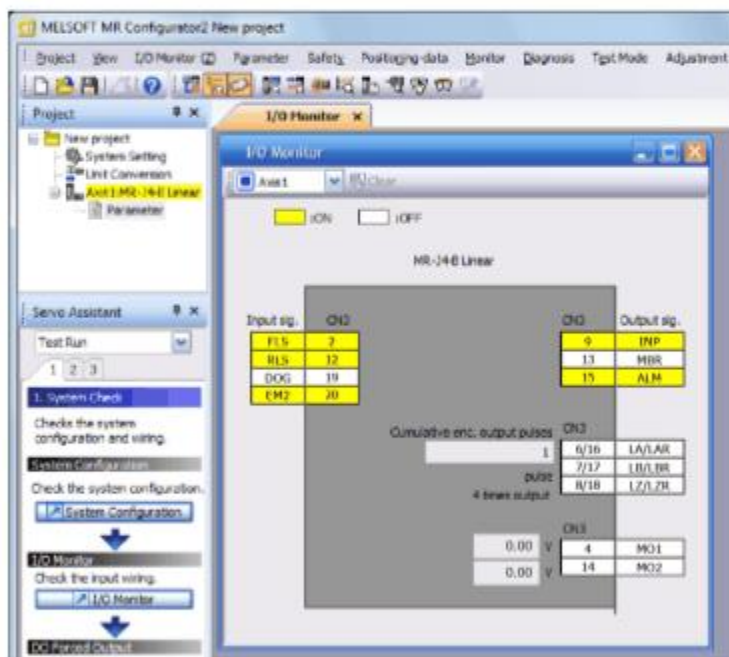 MELSOFT MR Configurator2 New project
Project View I/O Monitor (Z) Parameter Safety Positioning-data Monitor Diagnosis Test Mode Adjustment
Project
New project
System Setting
Unit Conversion
Axis1:MR-J4-B Linear
Parameter
Servo Assistant
Test Run
1 2 3
1. System Check
Checks the system
configuration and wiring.
System Configuration
Check the system configuration.
System Configuration
I/O Monitor
Check the input wiring.
I/O Monitor
DO Forced Output
I/O Monitor
I/O Monitor
Axis1 Clear
:ON :OFF
MR-J4-B Linear
Input sig. CN3
FLS 2
RLS 12
DOG 19
EM2 20
CN3 Output sig.
9 INP
13 MBR
15 ALM
Cumulative enc. output pulses CN3
1 6/16 LA/LAR
pulse 7/17 LB/LBR
4 times output 8/18 LZ/LZR
CN3
0.00 V 4 MO1
0.00 V 14 MO2